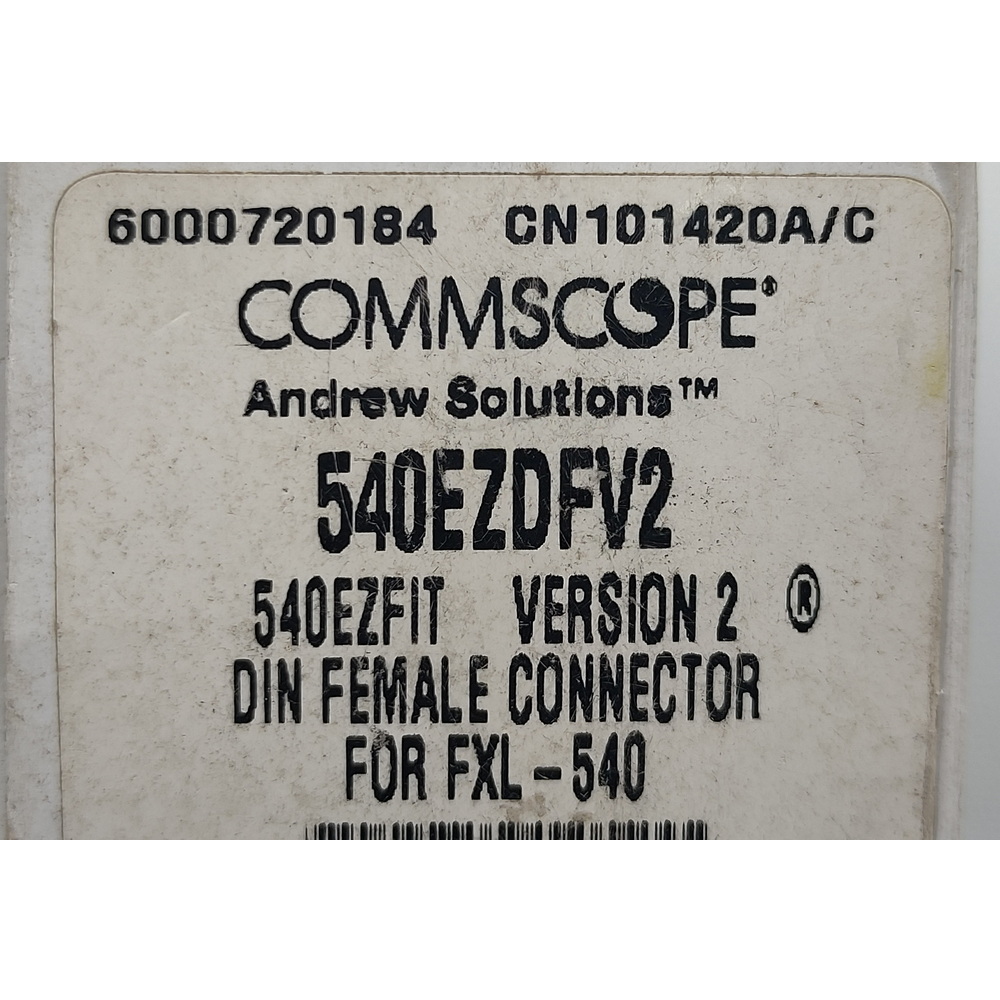 6000720184 CN101420A/C
COMMSCOPE®
Andrew Solutions™
540EZDFV2
540EZFIT VERSION 2 ®
DIN FEMALE CONNECTOR
FOR FXL-540